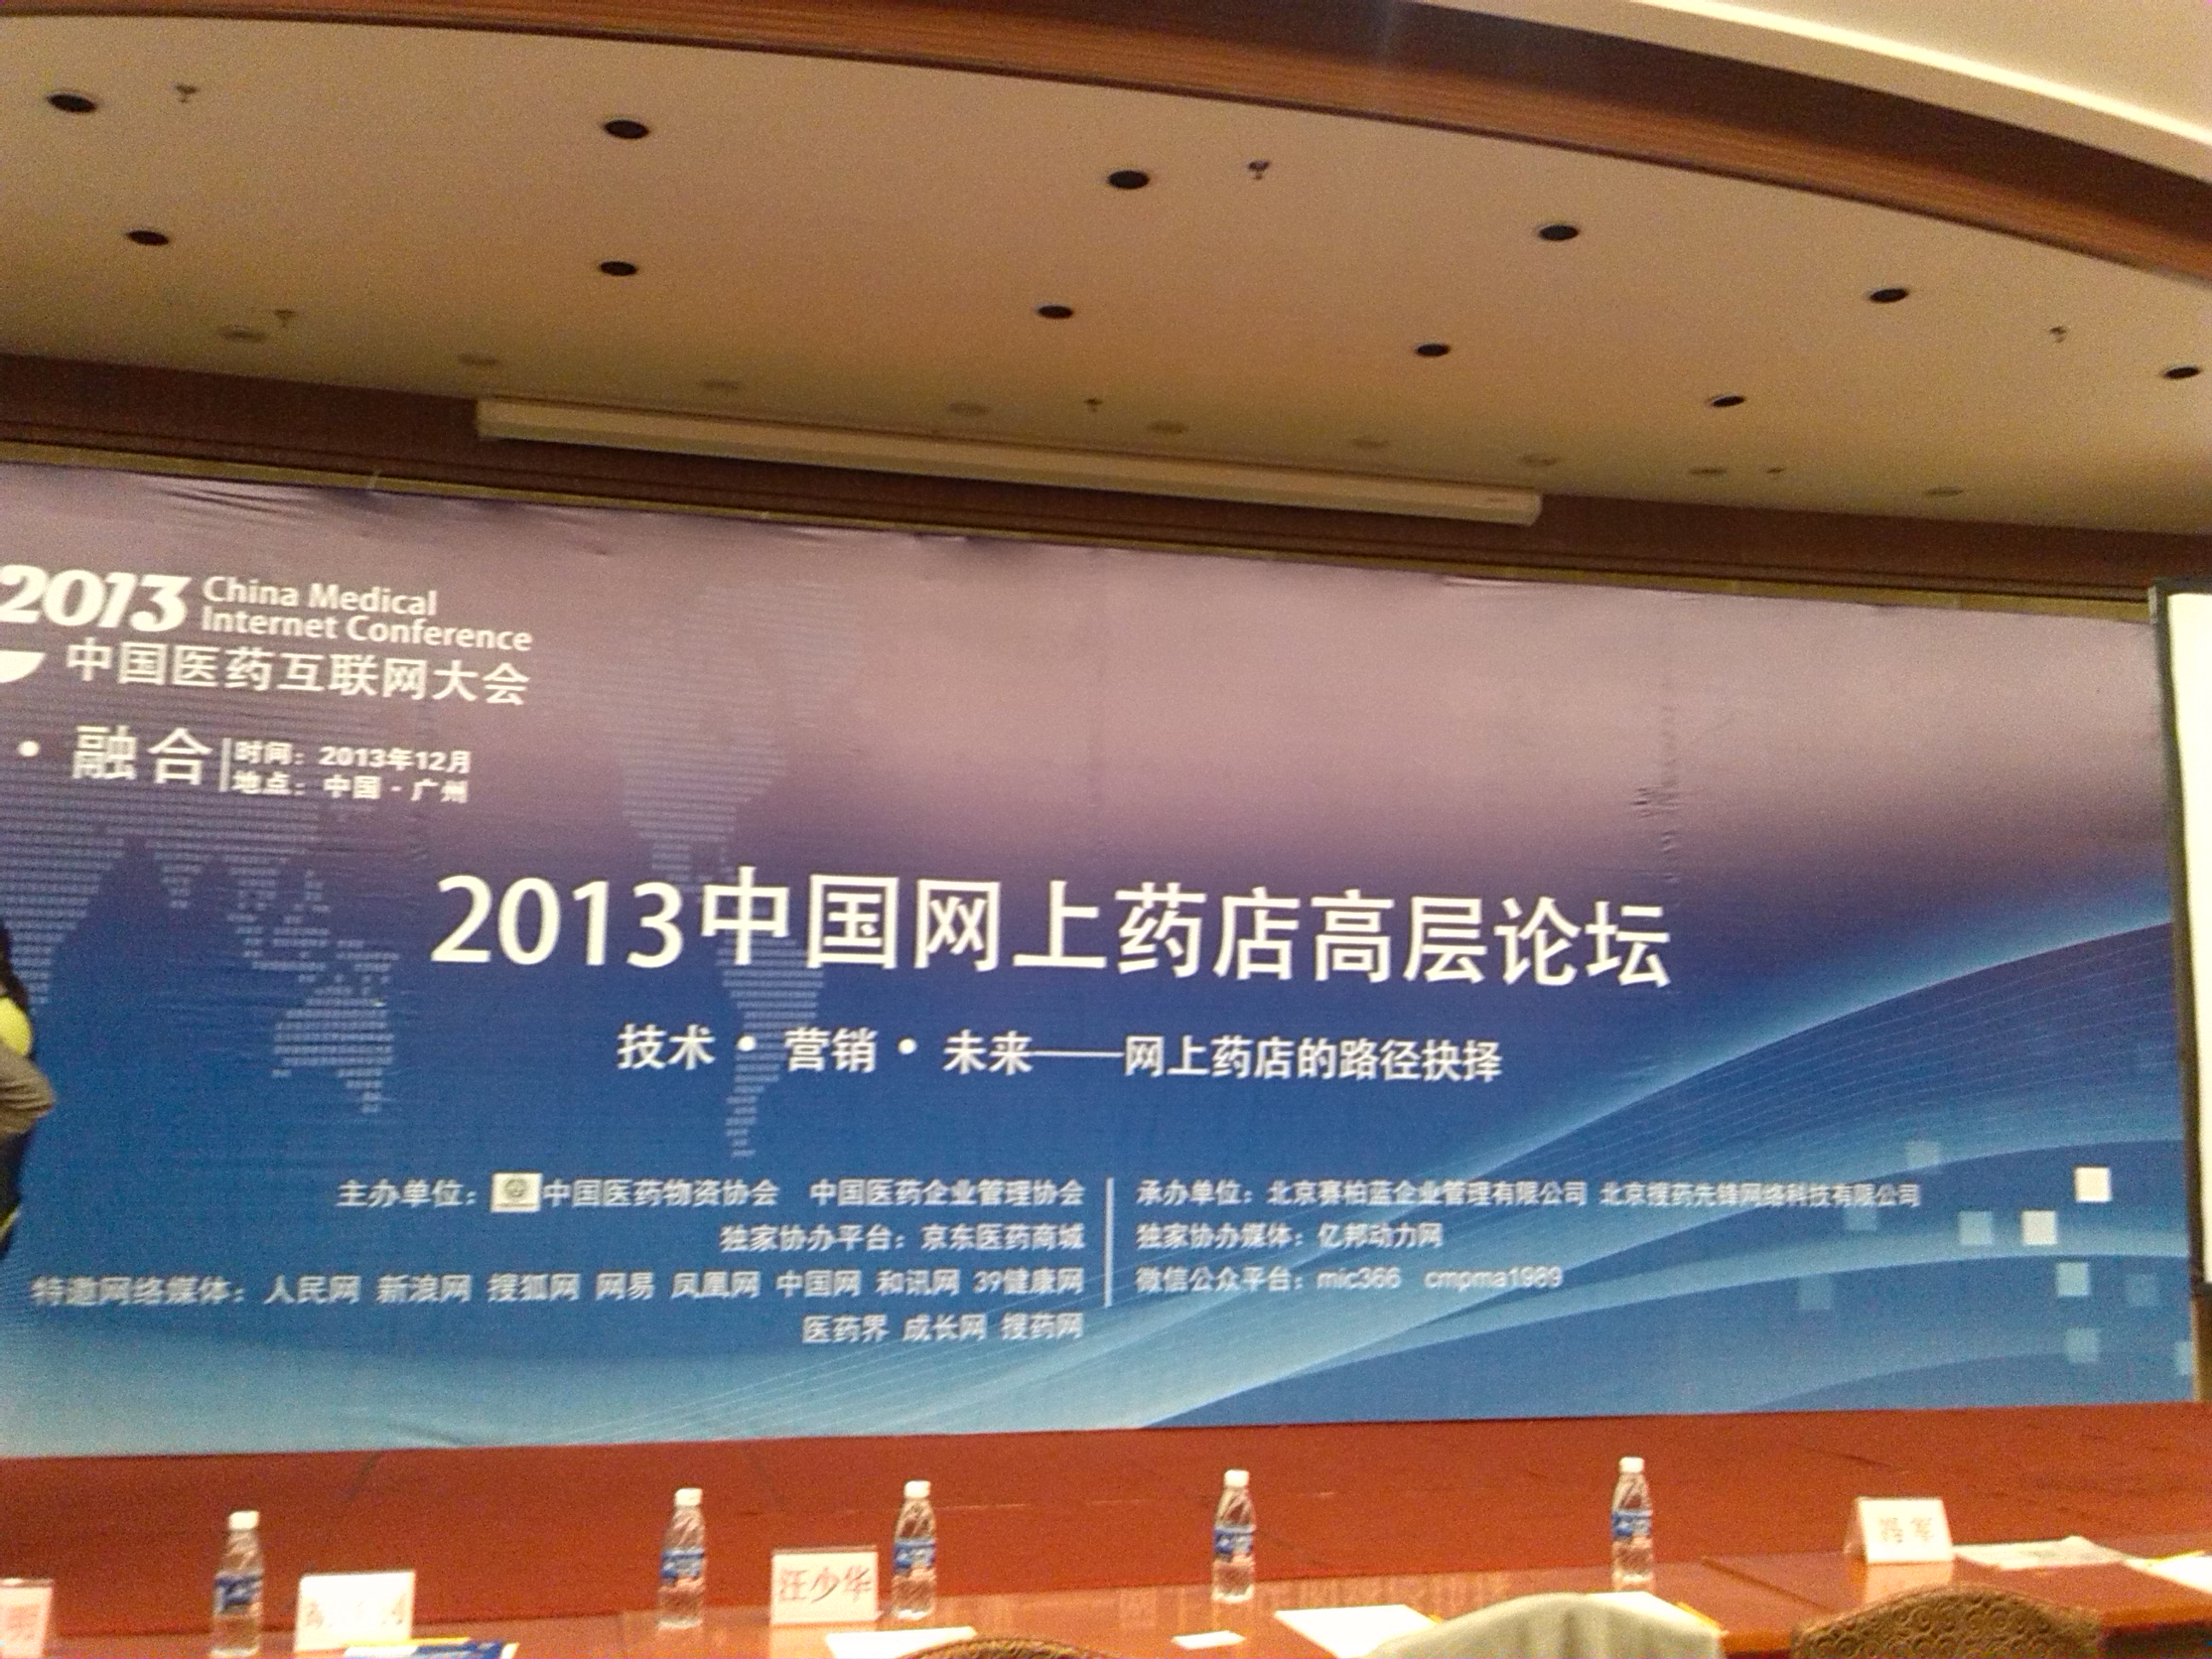 2013 China Medical
Internet Conference
中国医药互联网大会
· 融合
时间：2013年12月
地点：中国·广州
2013中国网上药店高层论坛
技术·营销·未来——网上药店的路径抉择
主办单位：中国医药物资协会 中国医药企业管理协会
独家协办平台：京东医药商城
特邀网络媒体：人民网 新浪网 搜狐网 网易 凤凰网 中国网 和讯网 39健康网
医药界 成长网 搜药网
承办单位：北京赛柏蓝企业管理有限公司 北京搜药先锋网络科技有限公司
独家协办媒体：亿邦动力网
微信公众平台：mic366 cmpma1989
汪少华